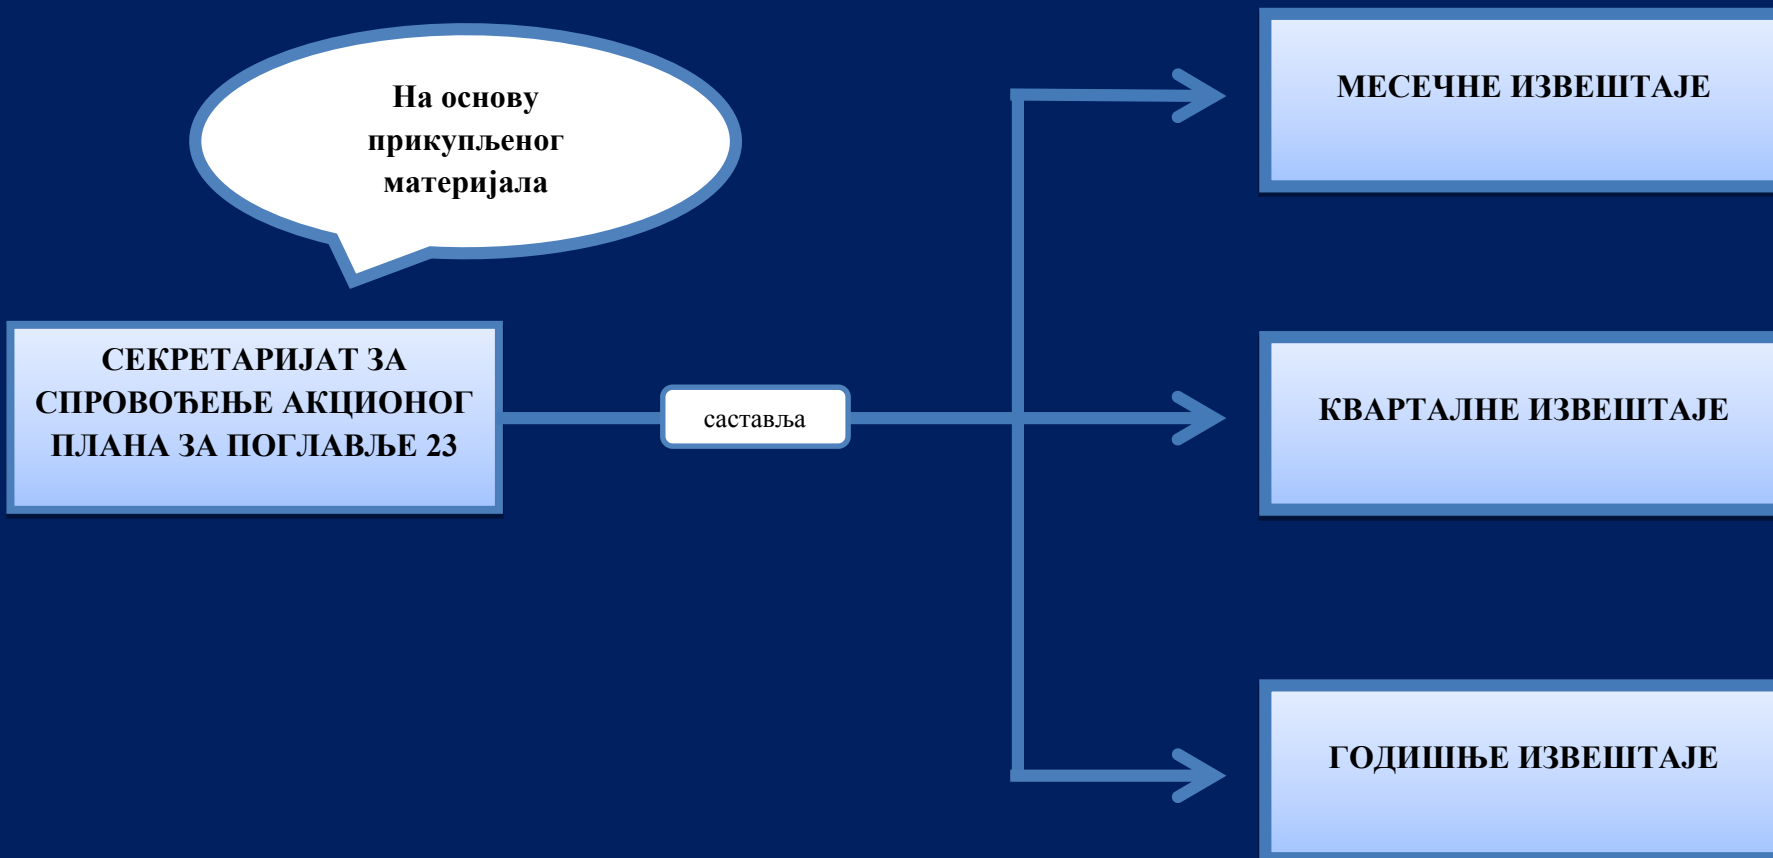 На основу
прикупљеног
материјала
СЕКРЕТАРИЈАТ ЗА
СПРОВОЂЕЊЕ АКЦИОНОГ
ПЛАНА ЗА ПОГЛАВЉЕ 23
саставља
МЕСЕЧНЕ ИЗВЕШТАЈЕ
КВАРТАЛНЕ ИЗВЕШТАЈЕ
ГОДИШЊЕ ИЗВЕШТАЈЕ